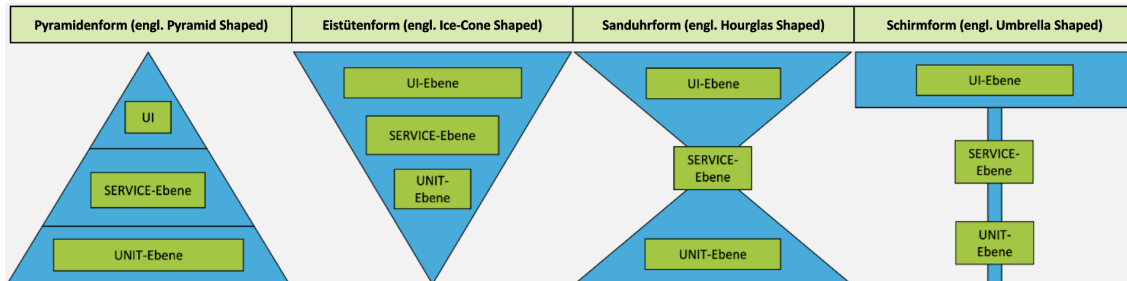 Pyramidenform (engl. Pyramid Shaped)
Eistütenform (engl. Ice-Cone Shaped)
Sanduhrform (engl. Hourglas Shaped)
Schirmform (engl. Umbrella Shaped)
UI
SERVICE-Ebene
UNIT-Ebene
UI-Ebene
SERVICE-Ebene
UNIT-
Ebene
UI-Ebene
SERVICE-
Ebene
UNIT-Ebene
UI-Ebene
SERVICE-
Ebene
UNIT-
Ebene